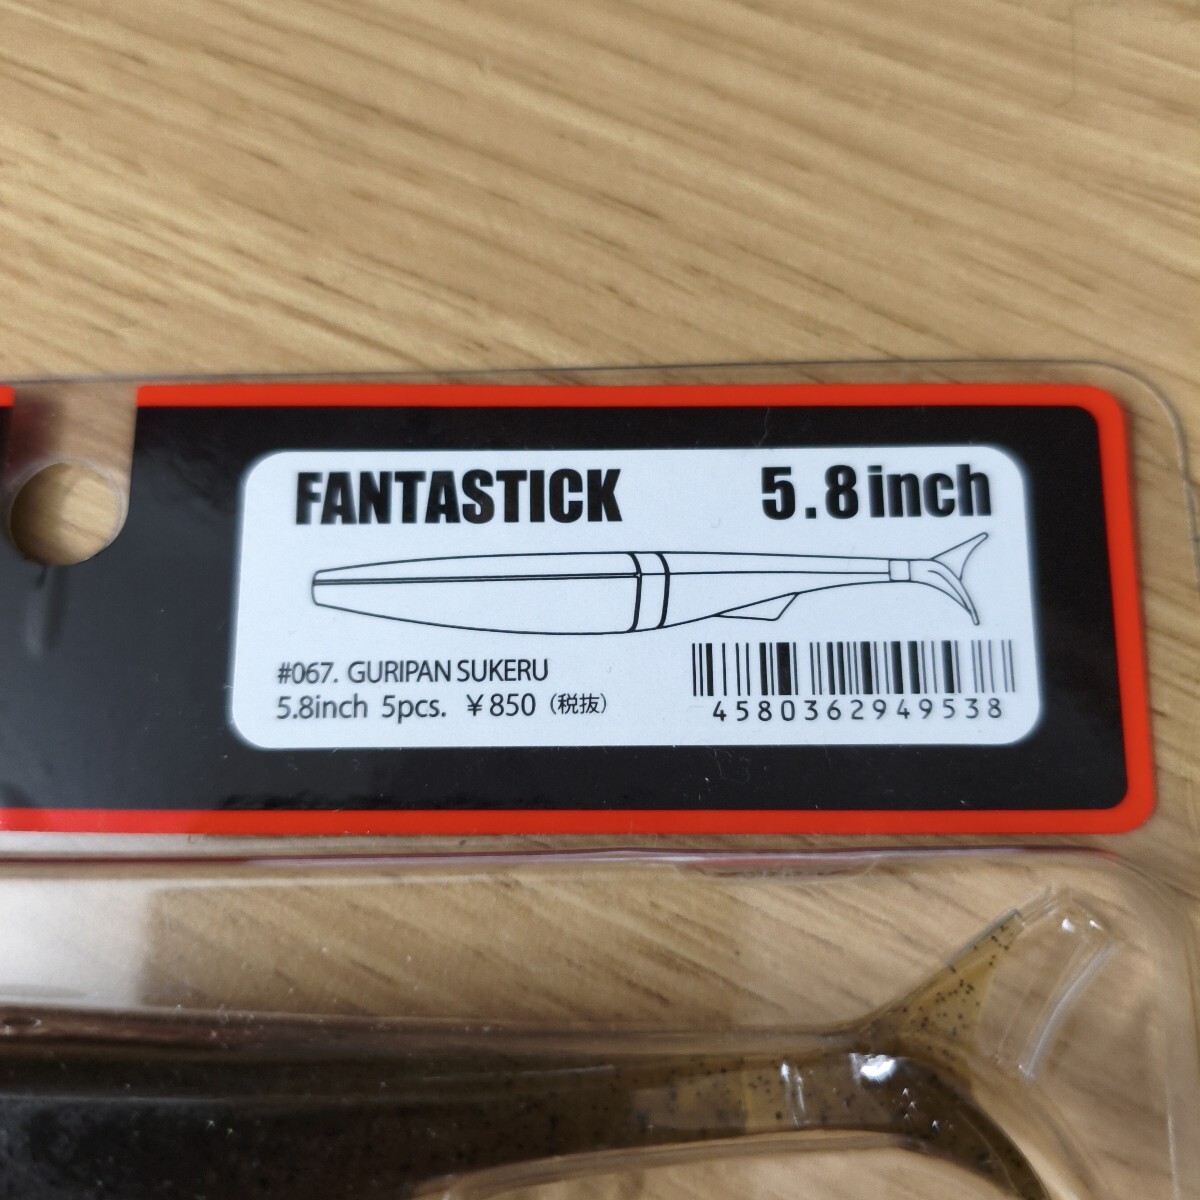 FANTASTICK 5.8inch
#067. GURIPAN SUKERU
5.8inch 5pcs. ￥850（税抜）
4580362949538